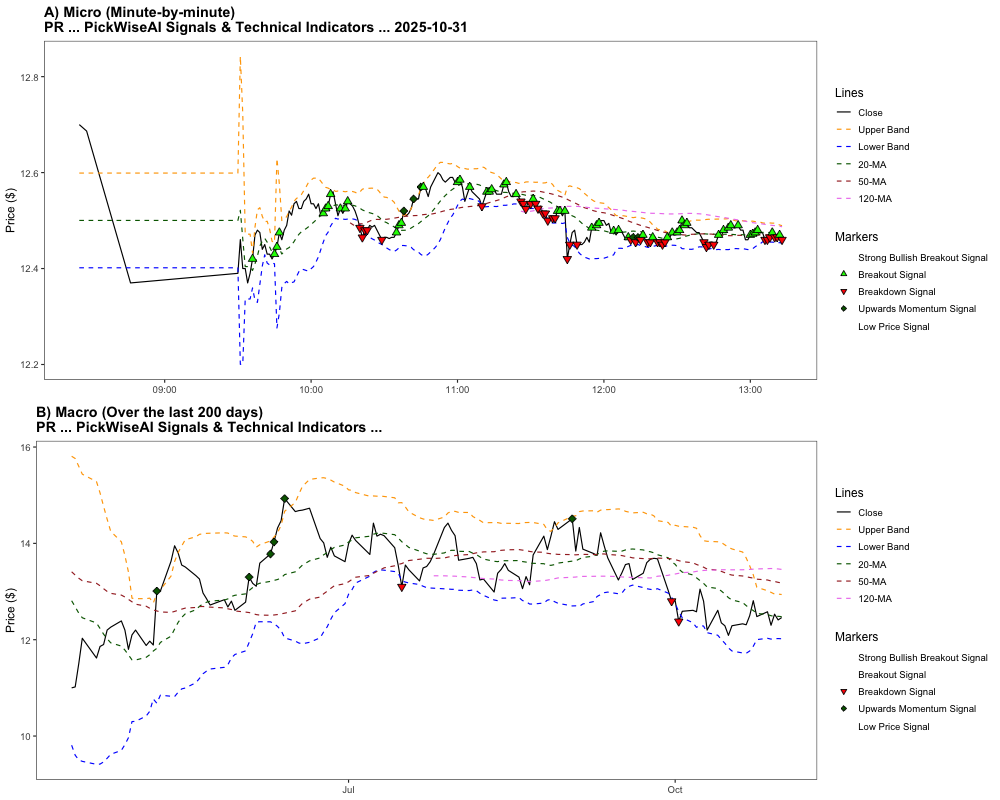 A) Micro (Minute-by-minute)
PR ... PickWiseAI Signals & Technical Indicators ... 2025-10-31
Price ($)
12.8
12.6
12.4
12.2
09:00
10:00
11:00
12:00
13:00
Lines
Close
Upper Band
Lower Band
20-MA
50-MA
120-MA
Markers
Strong Bullish Breakout Signal
Breakout Signal
Breakdown Signal
Upwards Momentum Signal
Low Price Signal
B) Macro (Over the last 200 days)
PR ... PickWiseAI Signals & Technical Indicators ...
Price ($)
16
14
12
10
Jul
Oct
Lines
Close
Upper Band
Lower Band
20-MA
50-MA
120-MA
Markers
Strong Bullish Breakout Signal
Breakout Signal
Breakdown Signal
Upwards Momentum Signal
Low Price Signal